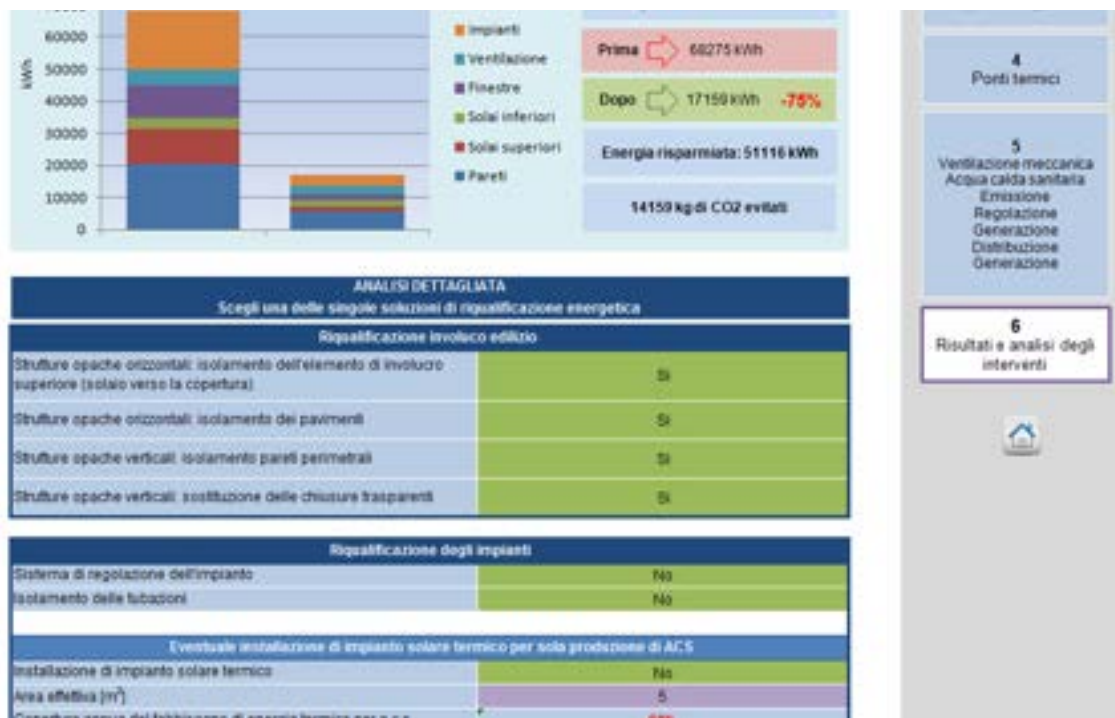 60000
50000
40000
30000
20000
10000
0
kWh
Impianti
Ventilazione
Finestre
Solai inferiori
Solai superiori
Pareti
Prima 68275 kWh
Dopo 17159 kWh -75%
Energia risparmiata: 51116 kWh
14159 kg di CO2 evitati
ANALISI DETTAGLIATA
Scegli una delle singole soluzioni di riqualificazione energetica
Riqualificazione involuco edilizio
Strutture opache orizzontali: isolamento dell'elemento di involucro
superiore (solaio verso la copertura) Si
Strutture opache orizzontali: isolamento dei pavimenti Si
Strutture opache verticali: isolamento pareti perimetrali Si
Strutture opache verticali: sostituzione delle chiusure trasparenti Si
Riqualificazione degli impianti
Sistema di regolazione dell'impianto No
Isolamento delle tubazioni No
Eventuale installazione di impianto solare termico per sola produzione di ACS
Installazione di impianto solare termico No
Area effettiva [m²] 5
4
Ponti termici
5
Ventilazione meccanica
Acqua calda sanitaria
Emissione
Regolazione
Generazione
Distribuzione
Generazione
6
Risultati e analisi degli
interventi